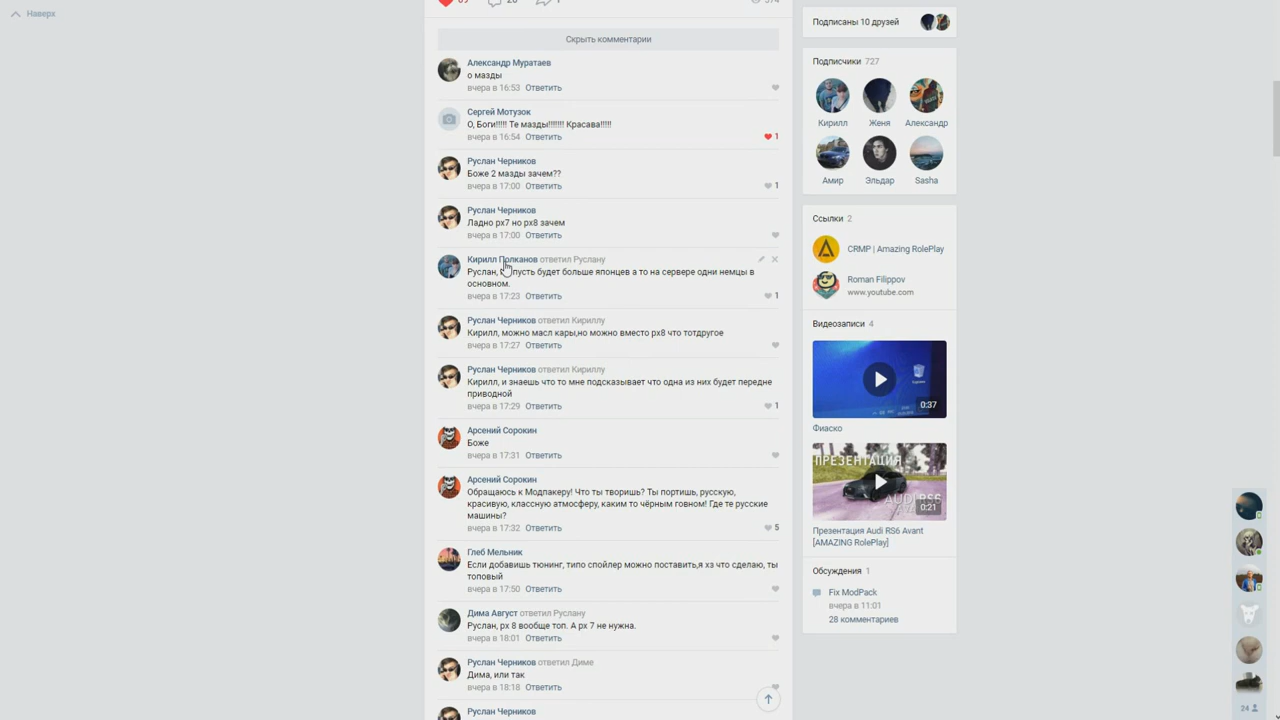 Наверх
Скрыть комментарии
Александр Муратаев
о мазды
вчера в 16:53 Ответить
Сергей Мотузок
О, Боги!!!!! Те мазды!!!!!!! Красава!!!!!
вчера в 16:54 Ответить
1
Руслан Черников
Боже 2 мазды зачем??
вчера в 17:00 Ответить
1
Руслан Черников
Ладно рх7 но рх8 зачем
вчера в 17:00 Ответить
Кирилл Полканов ответил Руслану
Руслан, пусть будет больше японцев а то на сервере одни немцы в
основном.
вчера в 17:23 Ответить
1
Руслан Черников ответил Кириллу
Кирилл, можно масл кары,но можно вместо рх8 что тотдругое
вчера в 17:27 Ответить
Руслан Черников ответил Кириллу
Кирилл, и знаешь что то мне подсказывает что одна из них будет передне
приводной
вчера в 17:29 Ответить
1
Арсений Сорокин
Боже
вчера в 17:31 Ответить
Арсений Сорокин
Обращаюсь к Модпакеру! Что ты творишь? Ты портишь, русскую,
красивую, классную атмосферу, каким то чёрным говном! Где те русские
машины?
вчера в 17:32 Ответить
5
Глеб Мельник
Если добавишь тюнинг, типо спойлер можно поставить,я хз что сделаю, ты
топовый
вчера в 17:50 Ответить
Дима Август ответил Руслану
Руслан, рх 8 вообще топ. А рх 7 не нужна.
вчера в 18:01 Ответить
Руслан Черников ответил Диме
Дима, или так
вчера в 18:18 Ответить
Руслан Черников
Подписаны 10 друзей
Подписчики 727
Кирилл Женя Александр
Амир Эльдар Sasha
Ссылки 2
CRMP | Amazing RolePlay
Roman Filippov
www.youtube.com
Видеозаписи 4
0:37
Фиаско
ПРЕЗЕНТАЦИЯ
AUDI RS6
0:21
Презентация Audi RS6 Avant
[AMAZING RolePlay]
Обсуждения 1
Fix ModPack
вчера в 11:01
28 комментариев
24